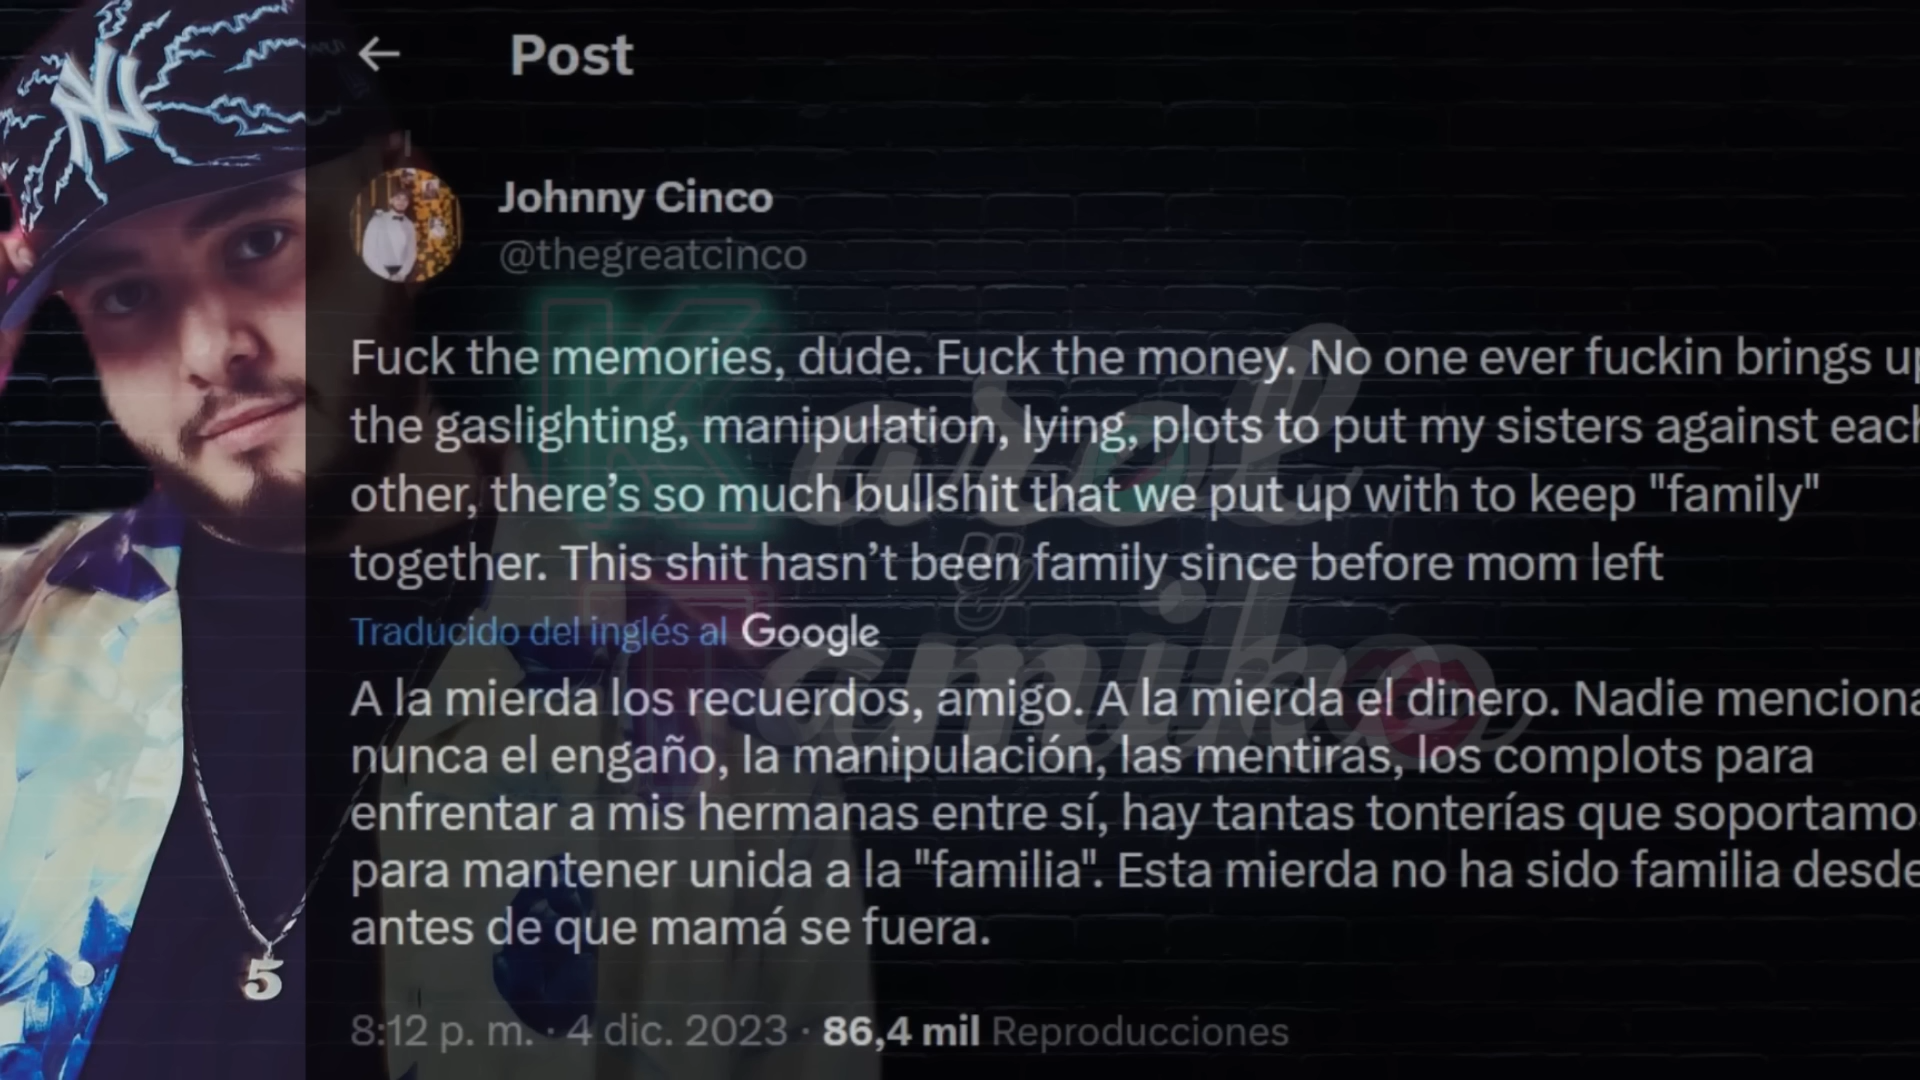 Post
Johnny Cinco
@thegreatcinco
Fuck the memories, dude. Fuck the money. No one ever fuckin brings up
the gaslighting, manipulation, lying, plots to put my sisters against each
other, there's so much bullshit that we put up with to keep "family"
together. This shit hasn't been family since before mom left
Traducido del inglés al Google
A la mierda los recuerdos, amigo. A la mierda el dinero. Nadie menciona
nunca el engaño, la manipulación, las mentiras, los complots para
enfrentar a mis hermanas entre sí, hay tantas tonterías que soportamo
para mantener unida a la "familia". Esta mierda no ha sido familia desde
antes de que mamá se fuera.
8:12 p. m. · 4 dic. 2023 · 86,4 mil Reproducciones
NY
5
Karol
y
Tamiko